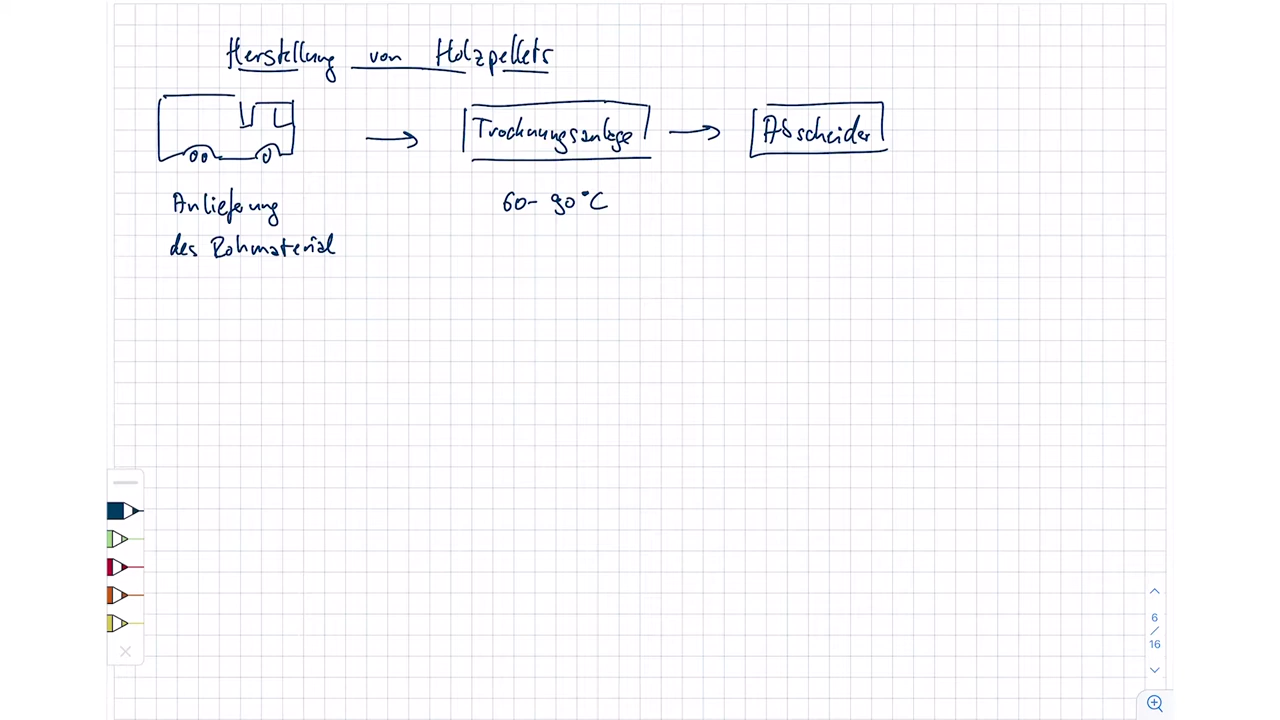 Herstellung von Holzpellets
Trocknungsanlage
Abscheider
Anlieferung
des Rohmaterial
60- 90°C
6
/
16